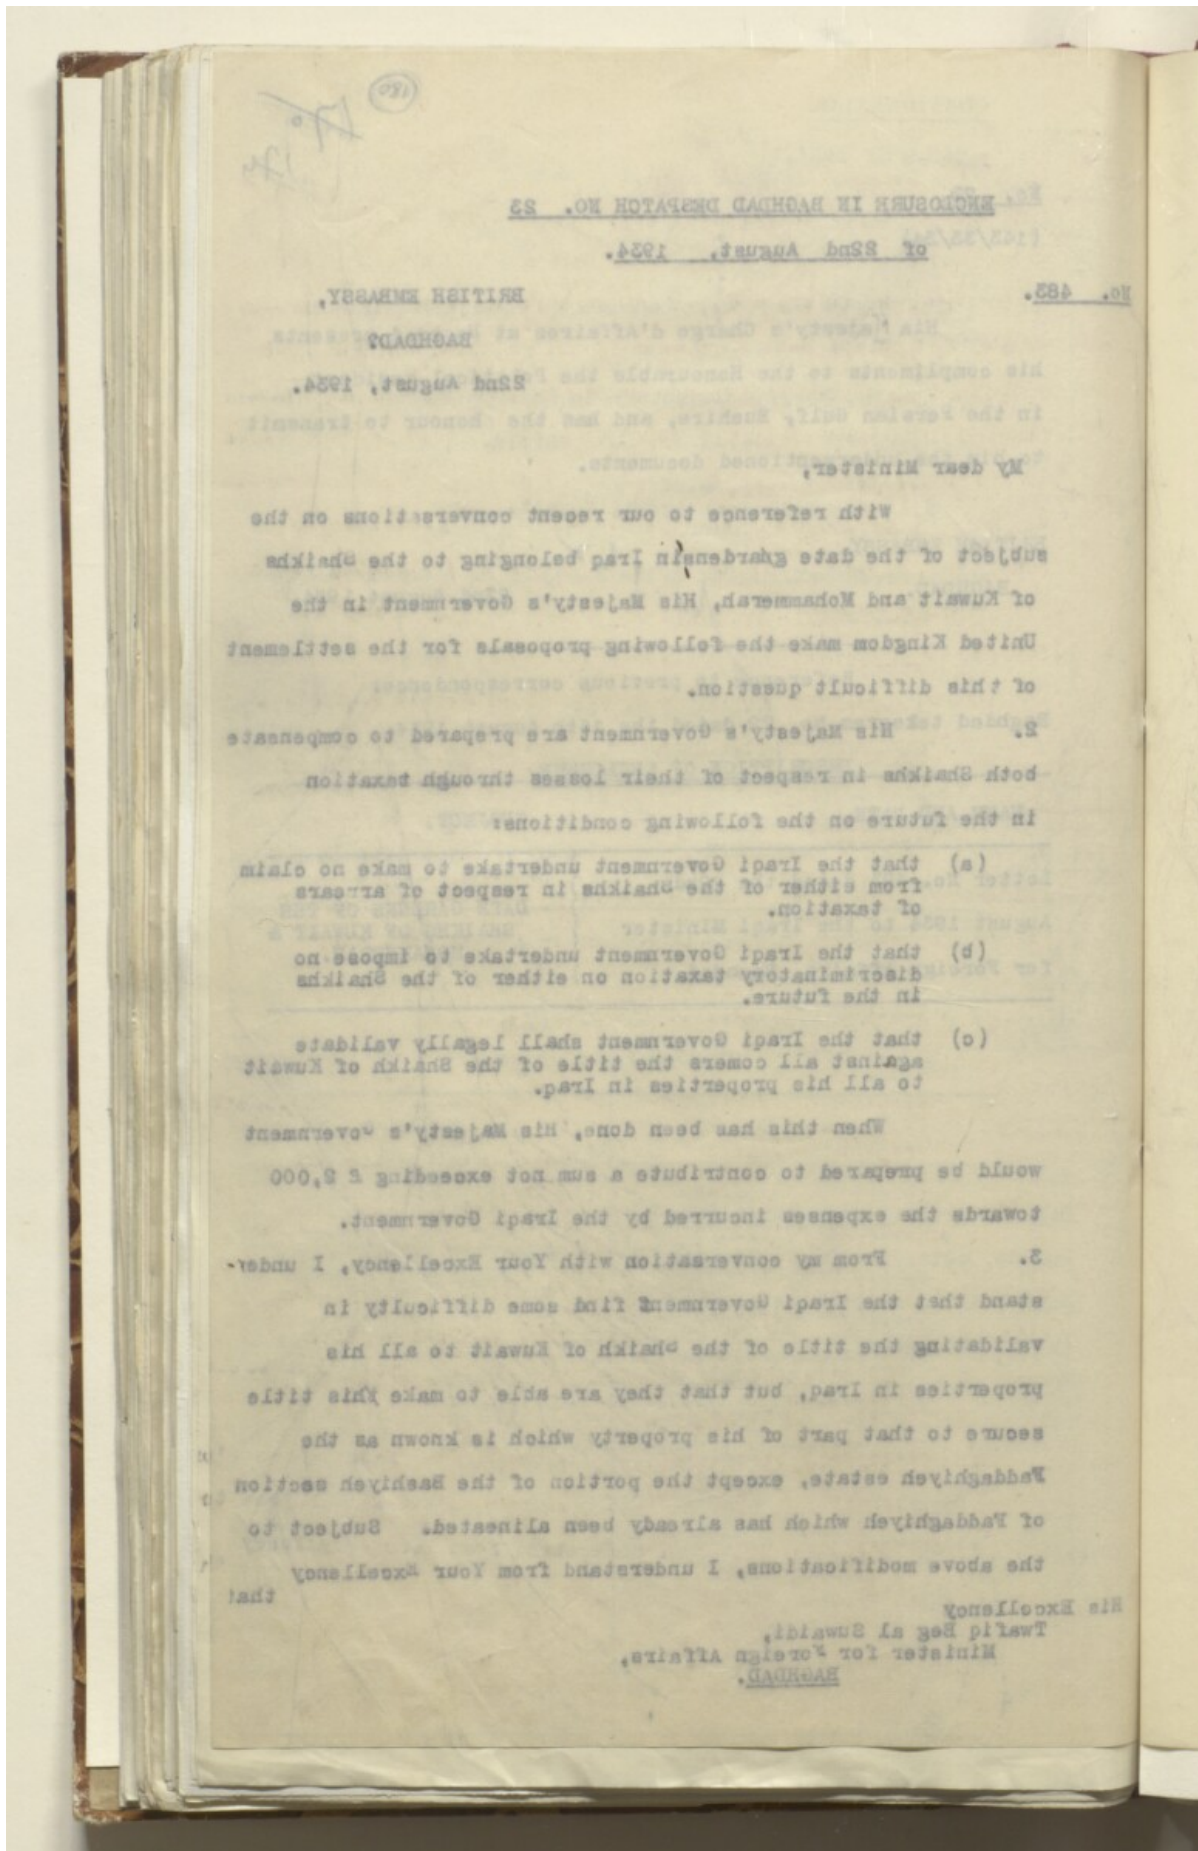 180
ENCLOSURE IN BAGHDAD DESPATCH NO. 23
of 22nd August, 1934.
No. 483.
BRITISH EMBASSY,
BAGHDAD?
22nd August, 1934.
My dear Minister,
With reference to our recent conversations on the
subject of the date gardens in Iraq belonging to the Shaikhs
of Kuwait and Mohammerah, His Majesty's Government in the
United Kingdom make the following proposals for the settlement
of this difficult question.
2. His Majesty's Government are prepared to compensate
both Shaikhs in respect of their losses through taxation
in the future on the following conditions:
(a) that the Iraqi Government undertake to make no claim
from either of the Shaikhs in respect of arrears
of taxation.
(b) that the Iraqi Government undertake to impose no
discriminatory taxation on either of the Shaikhs
in the future.
(c) that the Iraqi Government shall legally validate
against all comers the title of the Shaikh of Kuwait
to all his properties in Iraq.
When this has been done, His Majesty's Government
would be prepared to contribute a sum not exceeding £ 2,000
towards the expenses incurred by the Iraqi Government.
3. From my conversation with Your Excellency, I under-
stand that the Iraqi Government find some difficulty in
validating the title of the Shaikh of Kuwait to all his
properties in Iraq, but that they are able to make his title
secure to that part of his property which is known as the
Faddaghiyeh estate, except the portion of the Bashiyeh section
of Faddaghiyeh which has already been alineated. Subject to
the above modifications, I understand from Your Excellency
that
His Excellency
Twafiq Beg al Suwaidi,
Minister for Foreign Affairs,
BAGHDAD.